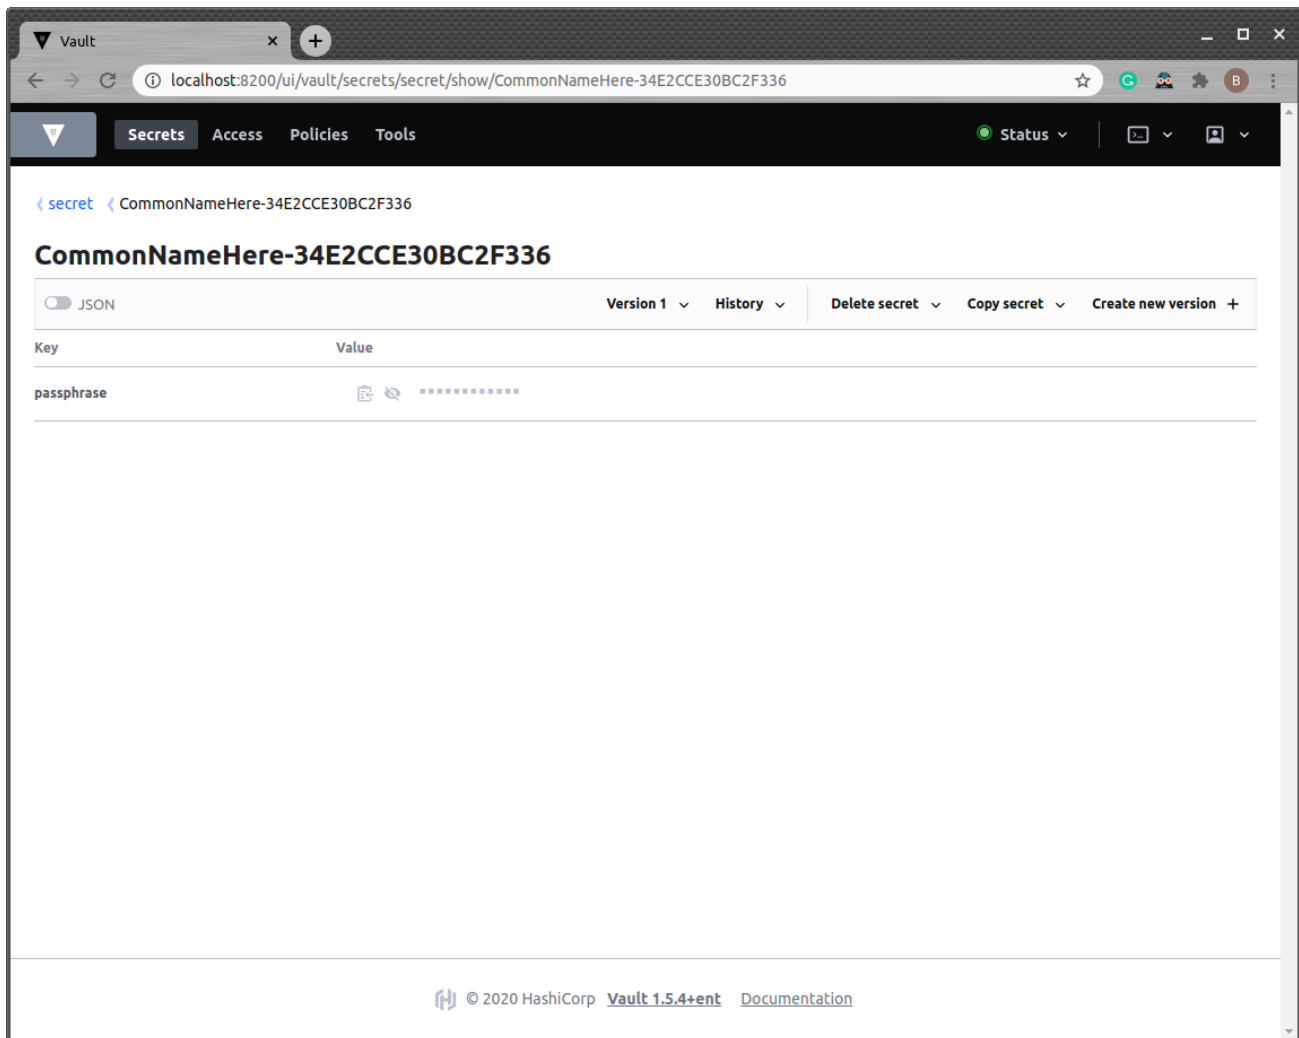 Vault
localhost:8200/ui/vault/secrets/secret/show/CommonNameHere-34E2CCE30BC2F336
G B
Secrets Access Policies Tools Status
secret CommonNameHere-34E2CCE30BC2F336
CommonNameHere-34E2CCE30BC2F336
JSON Version 1 History Delete secret Copy secret Create new version +
Key Value
passphrase
© 2020 HashiCorp Vault 1.5.4+ent Documentation